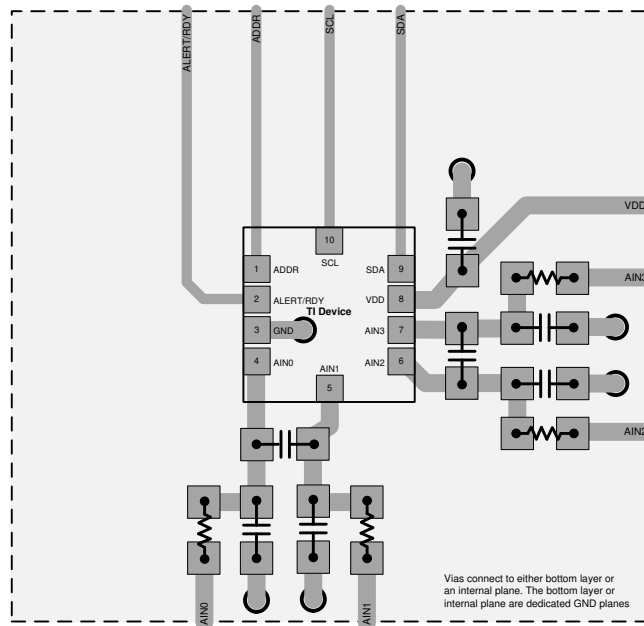 ALERT/RDY
ADDR
SCL
SDA
VDD
10
SCL
1
ADDR
SDA
9
2
ALERT/RDY
VDD
8
TI Device
3
GND
AIN3
7
4
AIN0
AIN2
6
AIN1
5
AIN3
AIN2
AIN0
AIN1
Vias connect to either bottom layer or
an internal plane. The bottom layer or
internal plane are dedicated GND planes